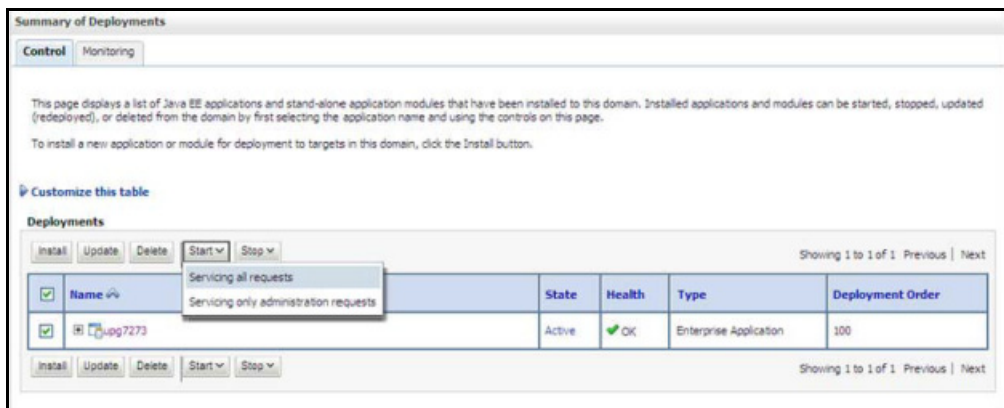 Summary of Deployments
Control Monitoring
This page displays a list of Java EE applications and stand-alone application modules that have been installed to this domain. Installed applications and modules can be started, stopped, updated
(redeployed), or deleted from the domain by first selecting the application name and using the controls on this page.
To install a new application or module for deployment to targets in this domain, click the Install button.
Customize this table
Deployments
Install Update Delete Start Stop Showing 1 to 1 of 1 Previous | Next
Servicing all requests
Servicing only administration requests
Name State Health Type Deployment Order
upg7273 Active OK Enterprise Application 100
Install Update Delete Start Stop Showing 1 to 1 of 1 Previous | Next